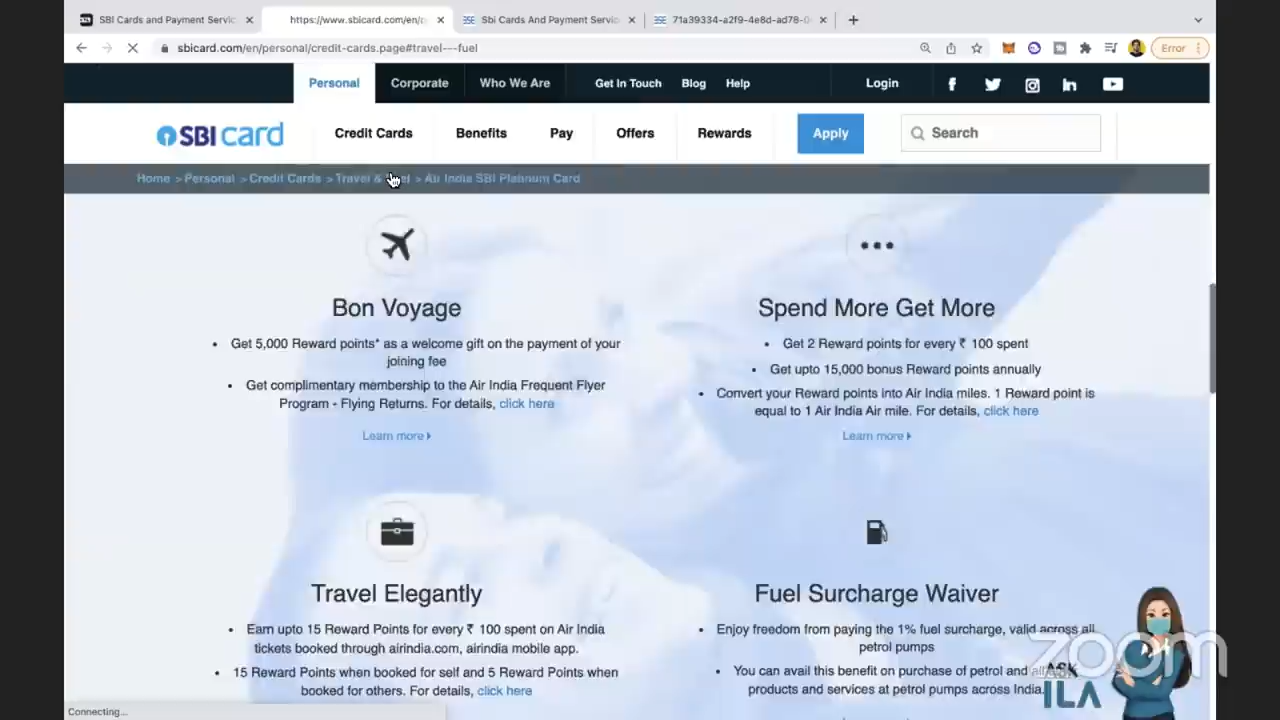 SBI Cards and Payment Servic
https://www.sbicard.com/en/p
Sbi Cards And Payment Servic
71a39334-a2f9-4e8d-ad78-0
sbicard.com/en/personal/credit-cards.page#travel---fuel
Error
Personal
Corporate
Who We Are
Get In Touch
Blog
Help
Login
SBI card
Credit Cards
Benefits
Pay
Offers
Rewards
Apply
Search
Home > Personal > Credit Cards > Travel & > Air India SBI Platinum Card
Bon Voyage
Get 5,000 Reward points* as a welcome gift on the payment of your
joining fee
Get complimentary membership to the Air India Frequent Flyer
Program - Flying Returns. For details, click here
Learn more
Spend More Get More
Get 2 Reward points for every ₹ 100 spent
Get upto 15,000 bonus Reward points annually
Convert your Reward points into Air India miles. 1 Reward point is
equal to 1 Air India Air mile. For details, click here
Learn more
Travel Elegantly
Earn upto 15 Reward Points for every ₹ 100 spent on Air India
tickets booked through airindia.com, airindia mobile app.
15 Reward Points when booked for self and 5 Reward Points when
booked for others. For details, click here
Fuel Surcharge Waiver
Enjoy freedom from paying the 1% fuel surcharge, valid across all
petrol pumps
You can avail this benefit on purchase of petrol and
products and services at petrol pumps across India.
ASK
ILA
zoom
Connecting...